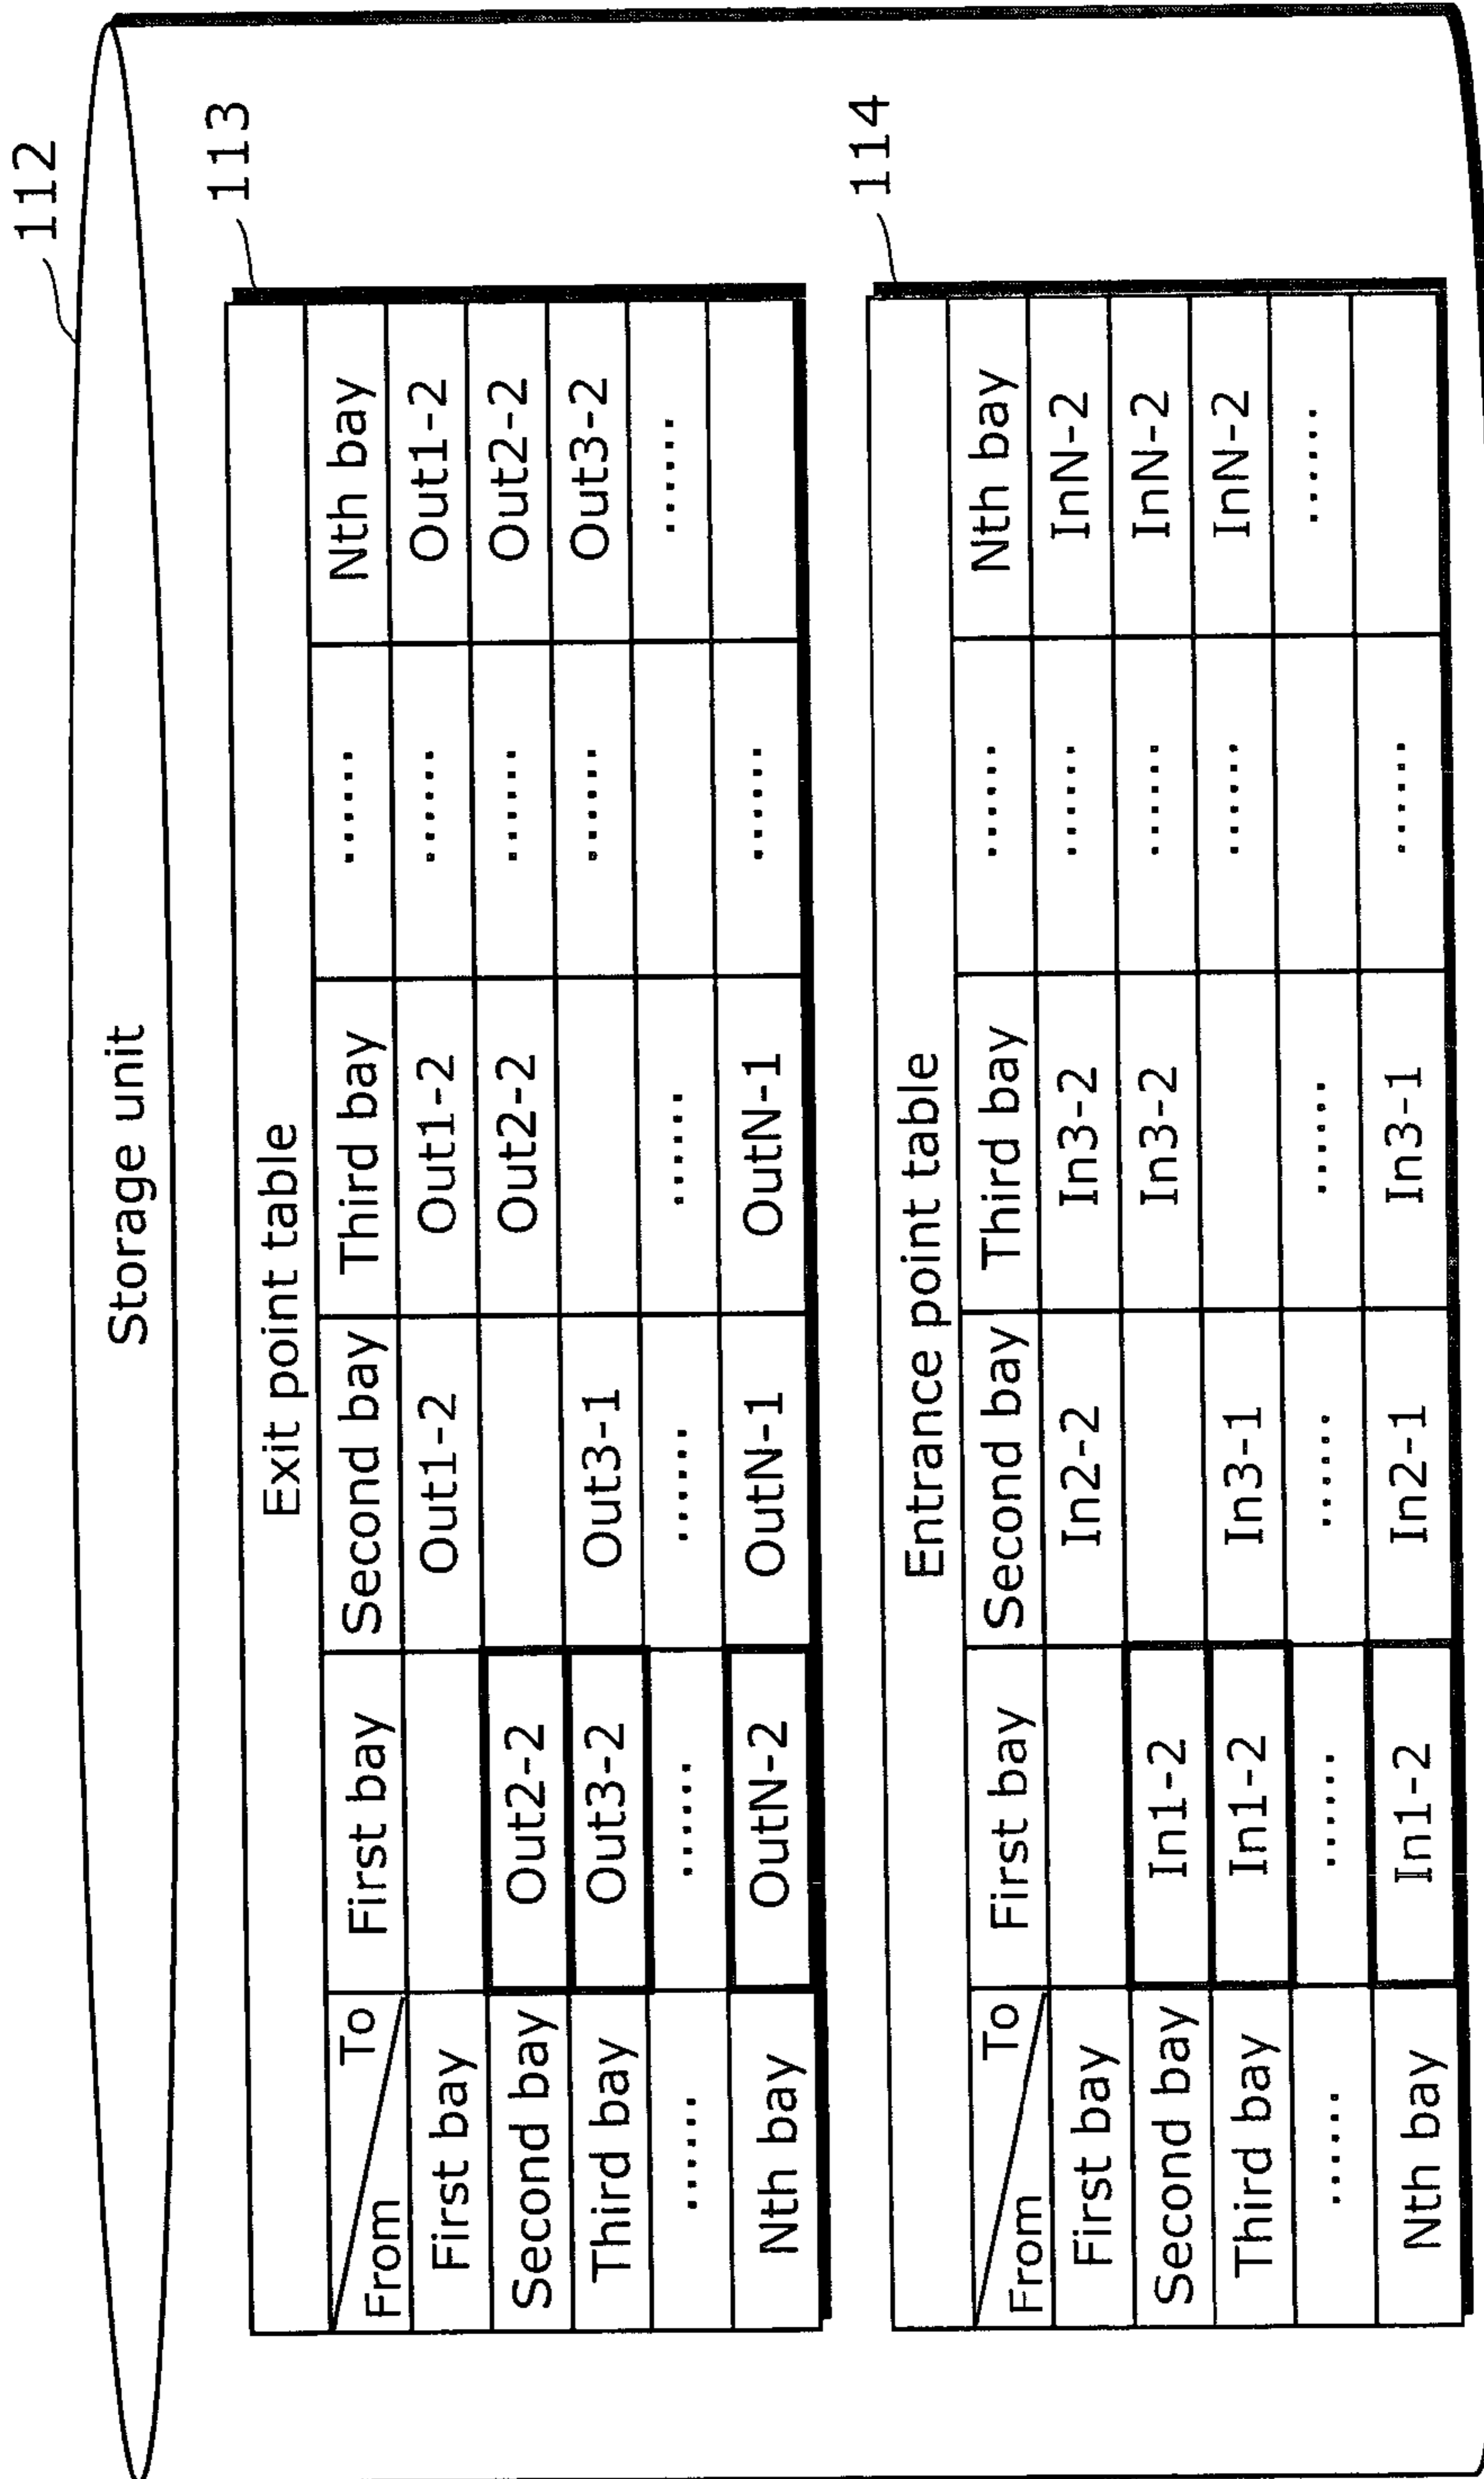 112
Storage unit
113
Exit point table
From To First bay Second bay Third bay ...... Nth bay
First bay Out1-2 Out1-2 ...... Out1-2
Second bay Out2-2 Out2-2 ...... Out2-2
Third bay Out3-2 Out3-1 ...... Out3-2
...... ...... ...... ...... ......
Nth bay OutN-2 OutN-1 OutN-1 ......
114
Entrance point table
From To First bay Second bay Third bay ...... Nth bay
First bay In2-2 In3-2 ...... InN-2
Second bay In1-2 In3-2 ...... InN-2
Third bay In1-2 In3-1 ...... InN-2
...... ...... ...... ...... ......
Nth bay In1-2 In2-1 In3-1 ......